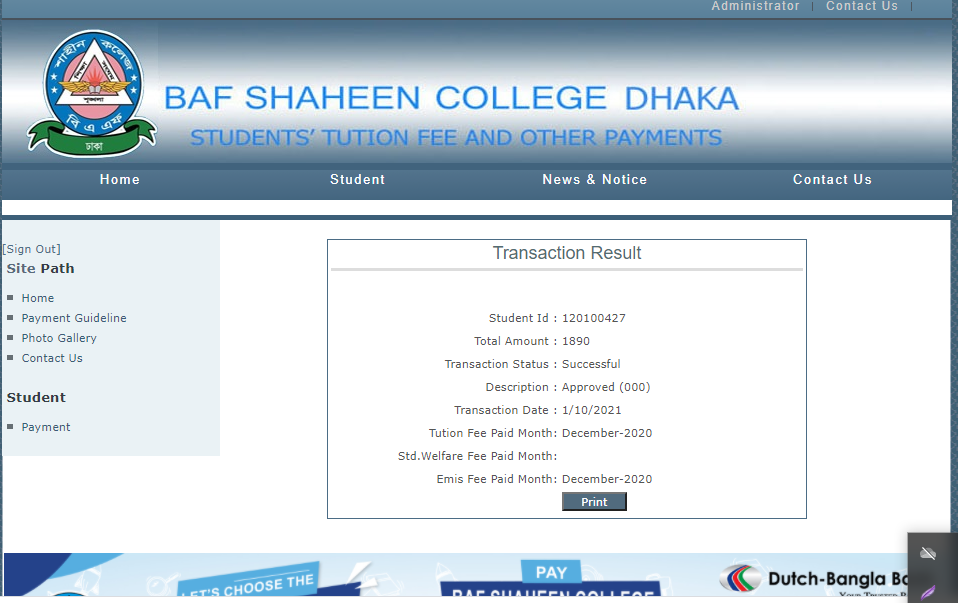 Administrator | Contact Us |
শাহীন কলেজ
শিক্ষা সংযম
শৃঙ্খলা
বি এ এফ
ঢাকা
BAF SHAHEEN COLLEGE DHAKA
STUDENTS' TUTION FEE AND OTHER PAYMENTS
Home Student News & Notice Contact Us
[Sign Out]
Site Path
Home
Payment Guideline
Photo Gallery
Contact Us
Student
Payment
Transaction Result
Student Id : 120100427
Total Amount : 1890
Transaction Status : Successful
Description : Approved (000)
Transaction Date : 1/10/2021
Tution Fee Paid Month: December-2020
Std.Welfare Fee Paid Month:
Emis Fee Paid Month: December-2020
Print
LET'S CHOOSE THE
PAY
BAF SHAHEEN COLLEGE
Dutch-Bangla Ba
Your Trusted P